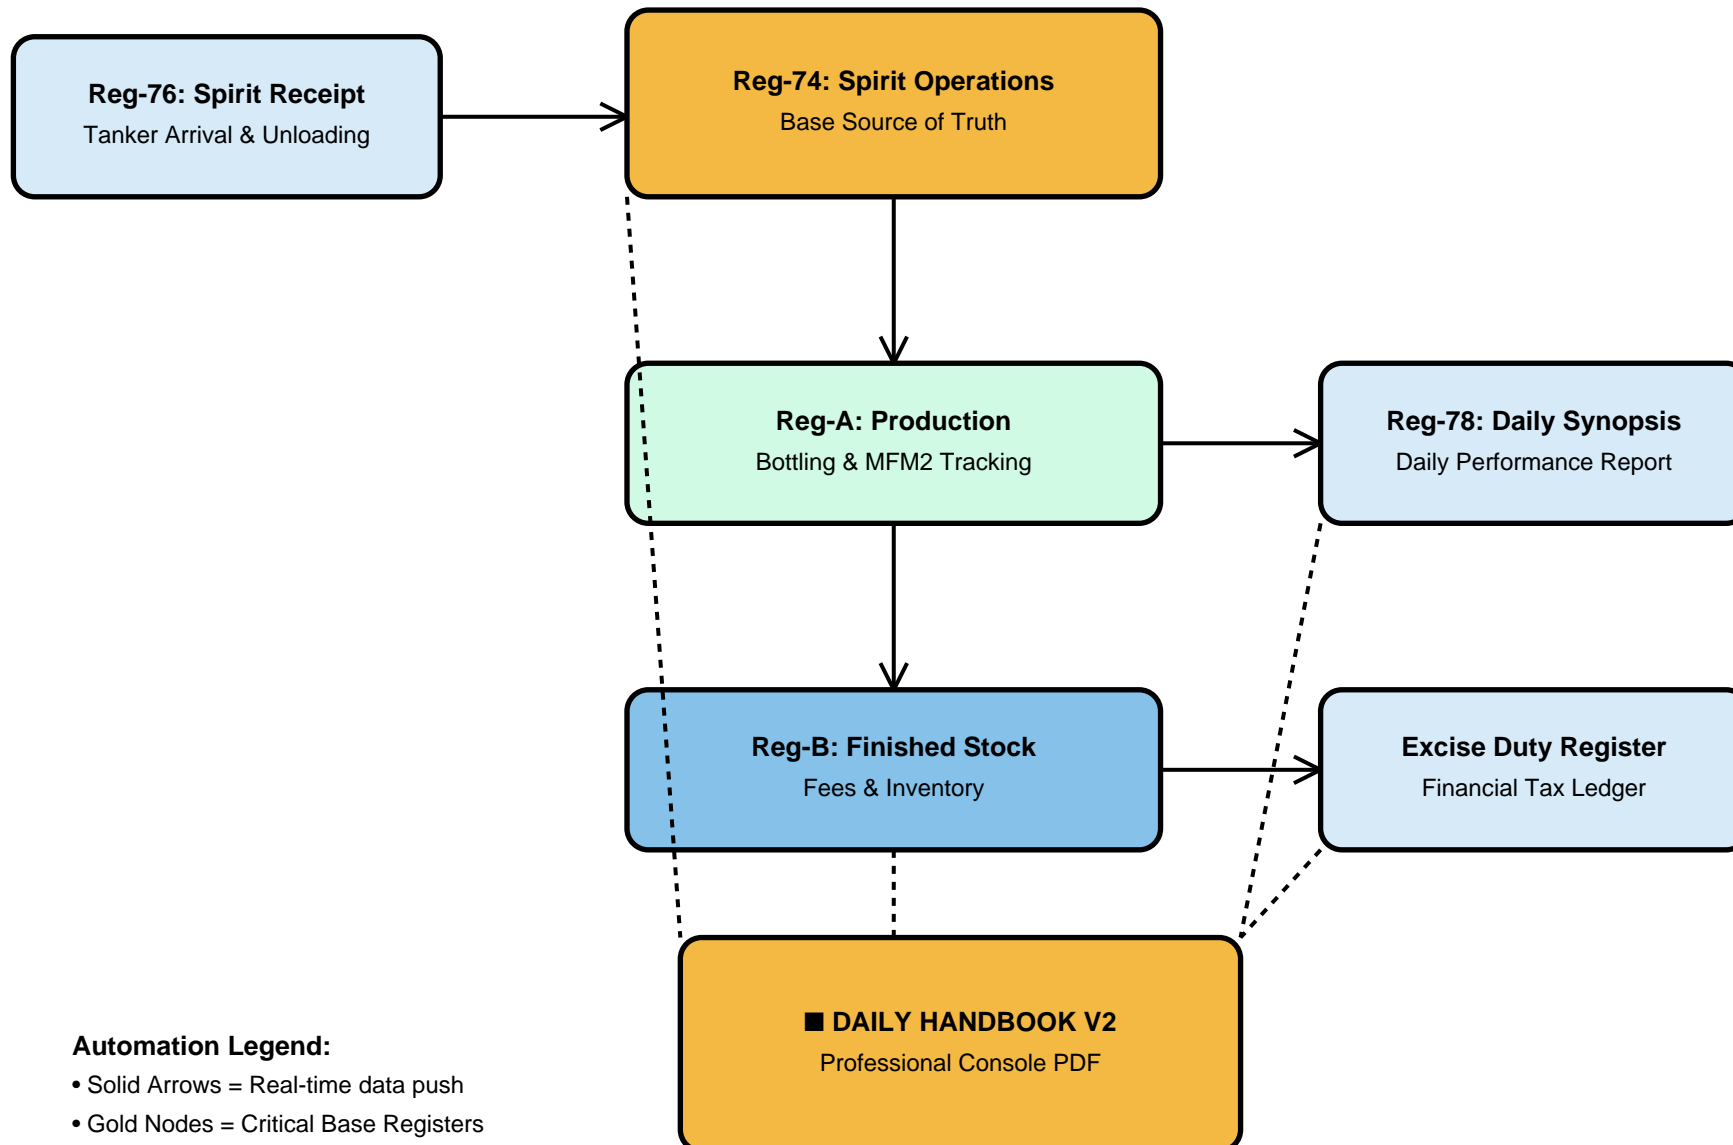 Reg-76: Spirit Receipt
Tanker Arrival & Unloading
Reg-74: Spirit Operations
Base Source of Truth
Reg-A: Production
Bottling & MFM2 Tracking
Reg-78: Daily Synopsis
Daily Performance Report
Reg-B: Finished Stock
Fees & Inventory
Excise Duty Register
Financial Tax Ledger
■ DAILY HANDBOOK V2
Professional Console PDF
Automation Legend:
• Solid Arrows = Real-time data push
• Gold Nodes = Critical Base Registers